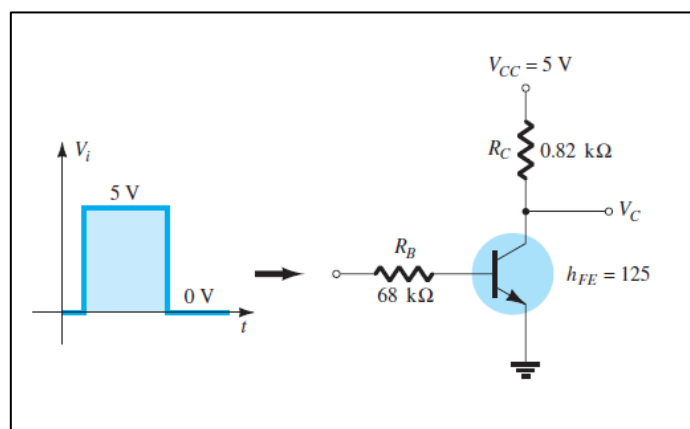 V_CC = 5 V
R_C 0.82 kΩ
V_i
5 V
V_C
R_B
h_FE = 125
0 V
68 kΩ
t